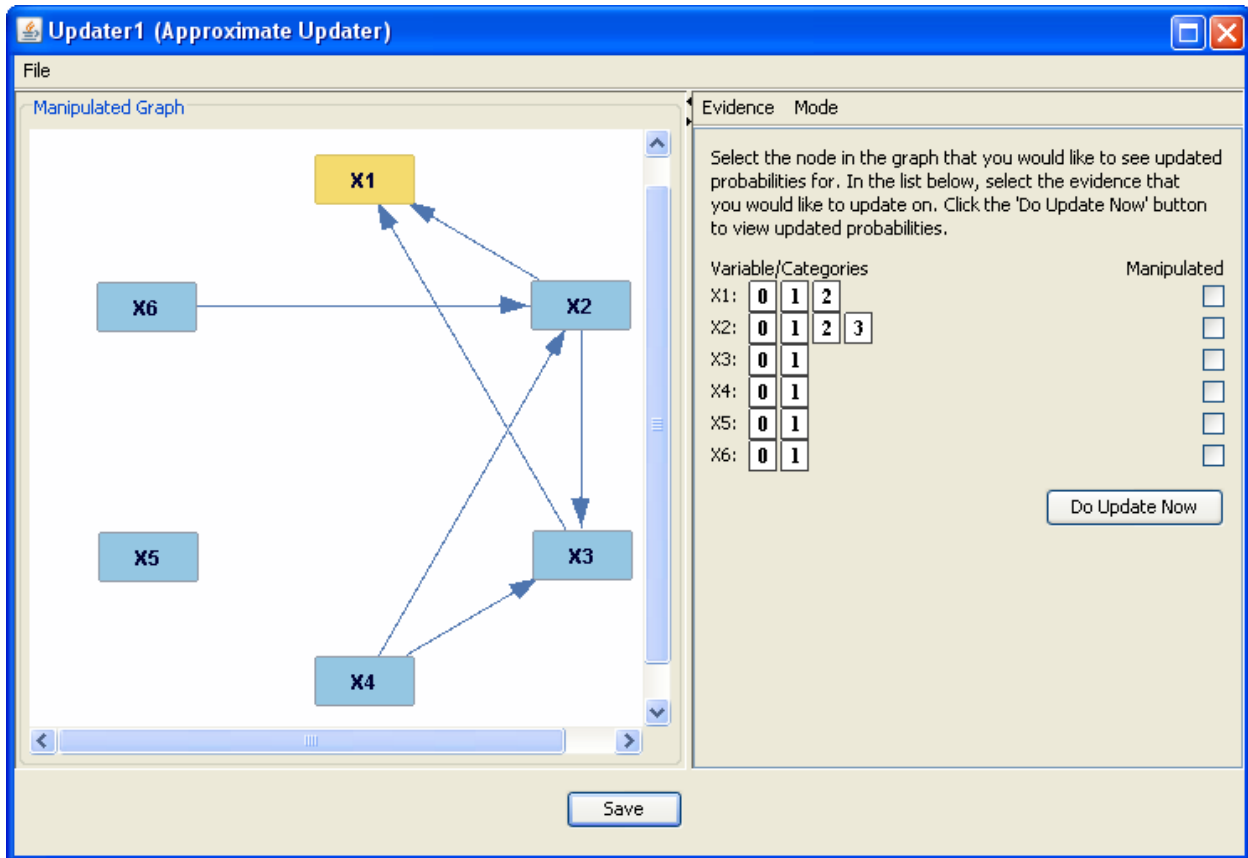 Updater1 (Approximate Updater)
File
Manipulated Graph
X1
X6
X2
X5
X3
X4
Evidence Mode
Select the node in the graph that you would like to see updated
probabilities for. In the list below, select the evidence that
you would like to update on. Click the 'Do Update Now' button
to view updated probabilities.
Variable/Categories Manipulated
X1: 0 1 2
X2: 0 1 2 3
X3: 0 1
X4: 0 1
X5: 0 1
X6: 0 1
Do Update Now
Save